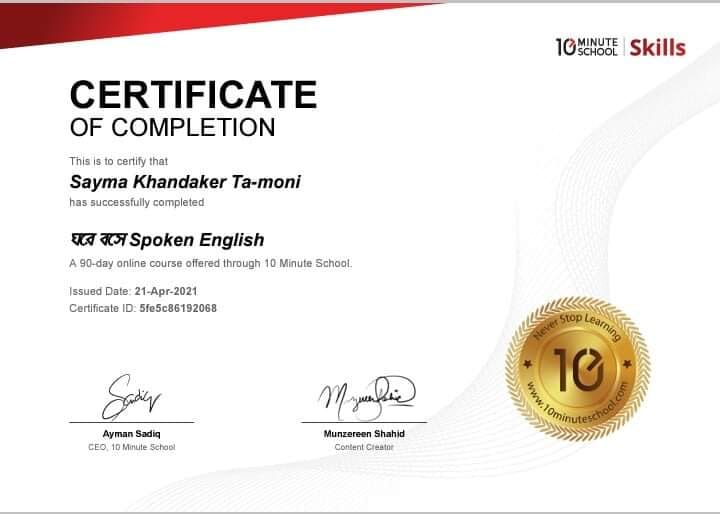 10 MINUTE SCHOOL Skills
CERTIFICATE
OF COMPLETION
This is to certify that
Sayma Khandaker Ta-moni
has successfully completed
ঘরে বসে Spoken English
A 90-day online course offered through 10 Minute School.
Issued Date: 21-Apr-2021
Certificate ID: 5fe5c86192068
Never Stop Learning
10
www.10minuteschool.com
Ayman Sadiq
CEO, 10 Minute School
Munzereen Shahid
Content Creator